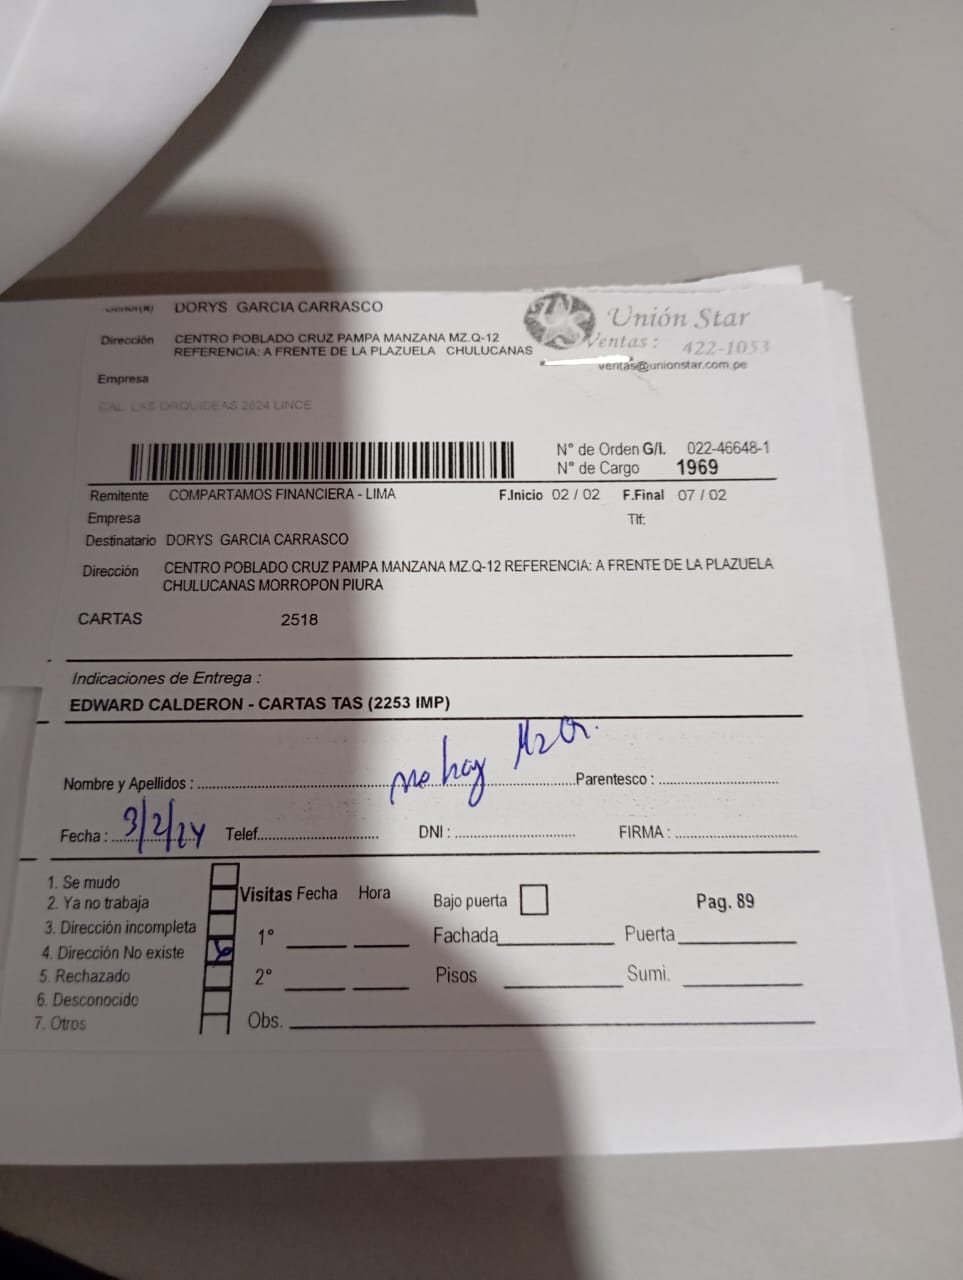 DORYS GARCIA CARRASCO
Dirección CENTRO POBLADO CRUZ PAMPA MANZANA MZ.Q-12
REFERENCIA: A FRENTE DE LA PLAZUELA CHULUCANAS
Empresa
CAL. LAS ORQUIDEAS 2624 LINCE
Unión Star
Ventas : 422-1053
ventas@unionstar.com.pe
N° de Orden G/I. 022-46648-1
N° de Cargo 1969
Remitente COMPARTAMOS FINANCIERA - LIMA F.Inicio 02 / 02 F.Final 07 / 02
Empresa Tlf:
Destinatario DORYS GARCIA CARRASCO
Dirección CENTRO POBLADO CRUZ PAMPA MANZANA MZ.Q-12 REFERENCIA: A FRENTE DE LA PLAZUELA
CHULUCANAS MORROPON PIURA
CARTAS 2518
Indicaciones de Entrega :
EDWARD CALDERON - CARTAS TAS (2253 IMP)
no hay Mz Q.
Nombre y Apellidos : Parentesco :
Fecha : 3/2/24 Telef. DNI : FIRMA :
1. Se mudo
2. Ya no trabaja
3. Dirección incompleta
4. Dirección No existe
5. Rechazado
6. Desconocido
7. Otros
Visitas Fecha Hora
1°
2°
Obs.
Bajo puerta Pag. 89
Fachada Puerta
Pisos Sumi.